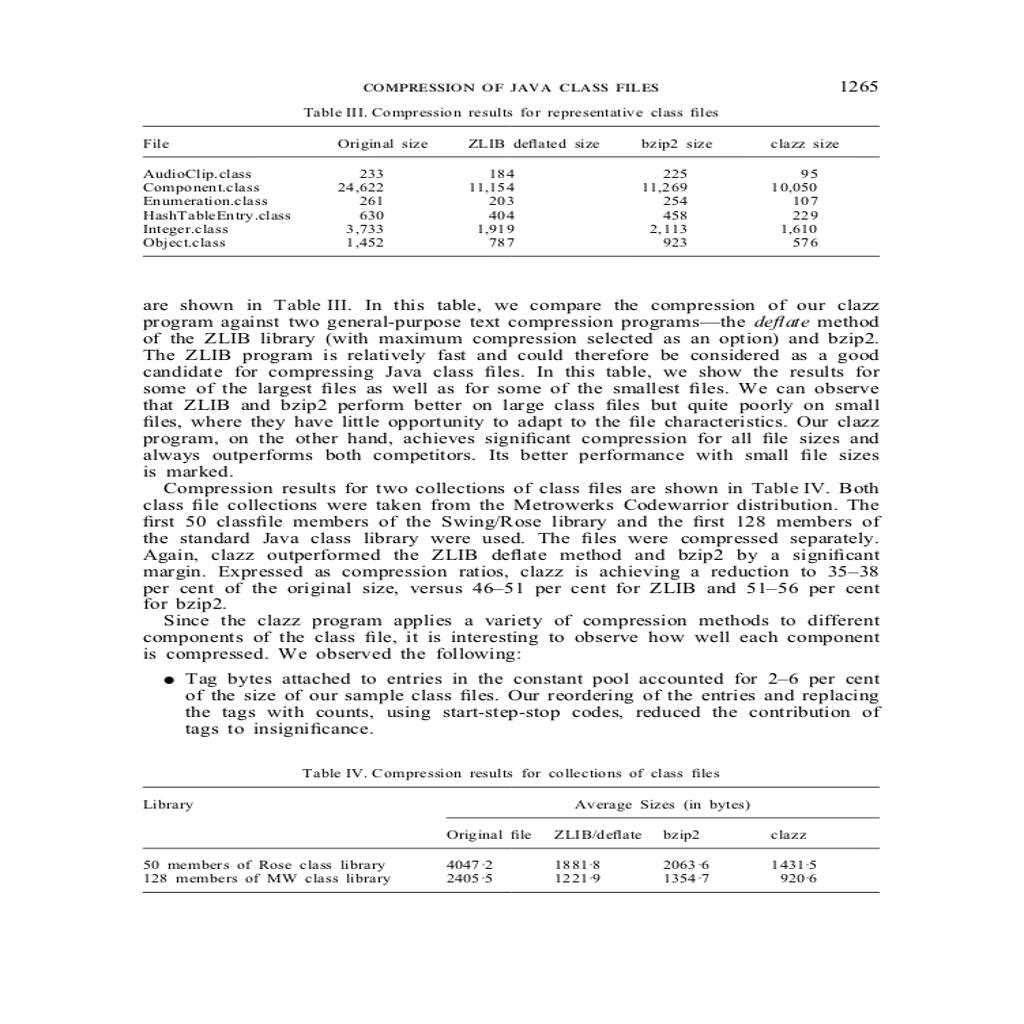 COMPRESSION OF JAVA CLASS FILES 1265
Table III. Compression results for representative class files
File Original size ZLIB deflated size bzip2 size clazz size
AudioClip.class 233 184 225 95
Component.class 24,622 11,154 11,269 10,050
Enumeration.class 261 203 254 107
HashTableEntry.class 630 404 458 229
Integer.class 3,733 1,919 2,113 1,610
Object.class 1,452 787 923 576
are shown in Table III. In this table, we compare the compression of our clazz
program against two general-purpose text compression programs—the deflate method
of the ZLIB library (with maximum compression selected as an option) and bzip2.
The ZLIB program is relatively fast and could therefore be considered as a good
candidate for compressing Java class files. In this table, we show the results for
some of the largest files as well as for some of the smallest files. We can observe
that ZLIB and bzip2 perform better on large class files but quite poorly on small
files, where they have little opportunity to adapt to the file characteristics. Our clazz
program, on the other hand, achieves significant compression for all file sizes and
always outperforms both competitors. Its better performance with small file sizes
is marked.
Compression results for two collections of class files are shown in Table IV. Both
class file collections were taken from the Metrowerks Codewarrior distribution. The
first 50 classfile members of the Swing/Rose library and the first 128 members of
the standard Java class library were used. The files were compressed separately.
Again, clazz outperformed the ZLIB deflate method and bzip2 by a significant
margin. Expressed as compression ratios, clazz is achieving a reduction to 35–38
per cent of the original size, versus 46–51 per cent for ZLIB and 51–56 per cent
for bzip2.
Since the clazz program applies a variety of compression methods to different
components of the class file, it is interesting to observe how well each component
is compressed. We observed the following:
● Tag bytes attached to entries in the constant pool accounted for 2–6 per cent
of the size of our sample class files. Our reordering of the entries and replacing
the tags with counts, using start-step-stop codes, reduced the contribution of
tags to insignificance.
Table IV. Compression results for collections of class files
Library Average Sizes (in bytes)
Original file ZLIB/deflate bzip2 clazz
50 members of Rose class library 4047·2 1881·8 2063·6 1431·5
128 members of MW class library 2405·5 1221·9 1354·7 920·6